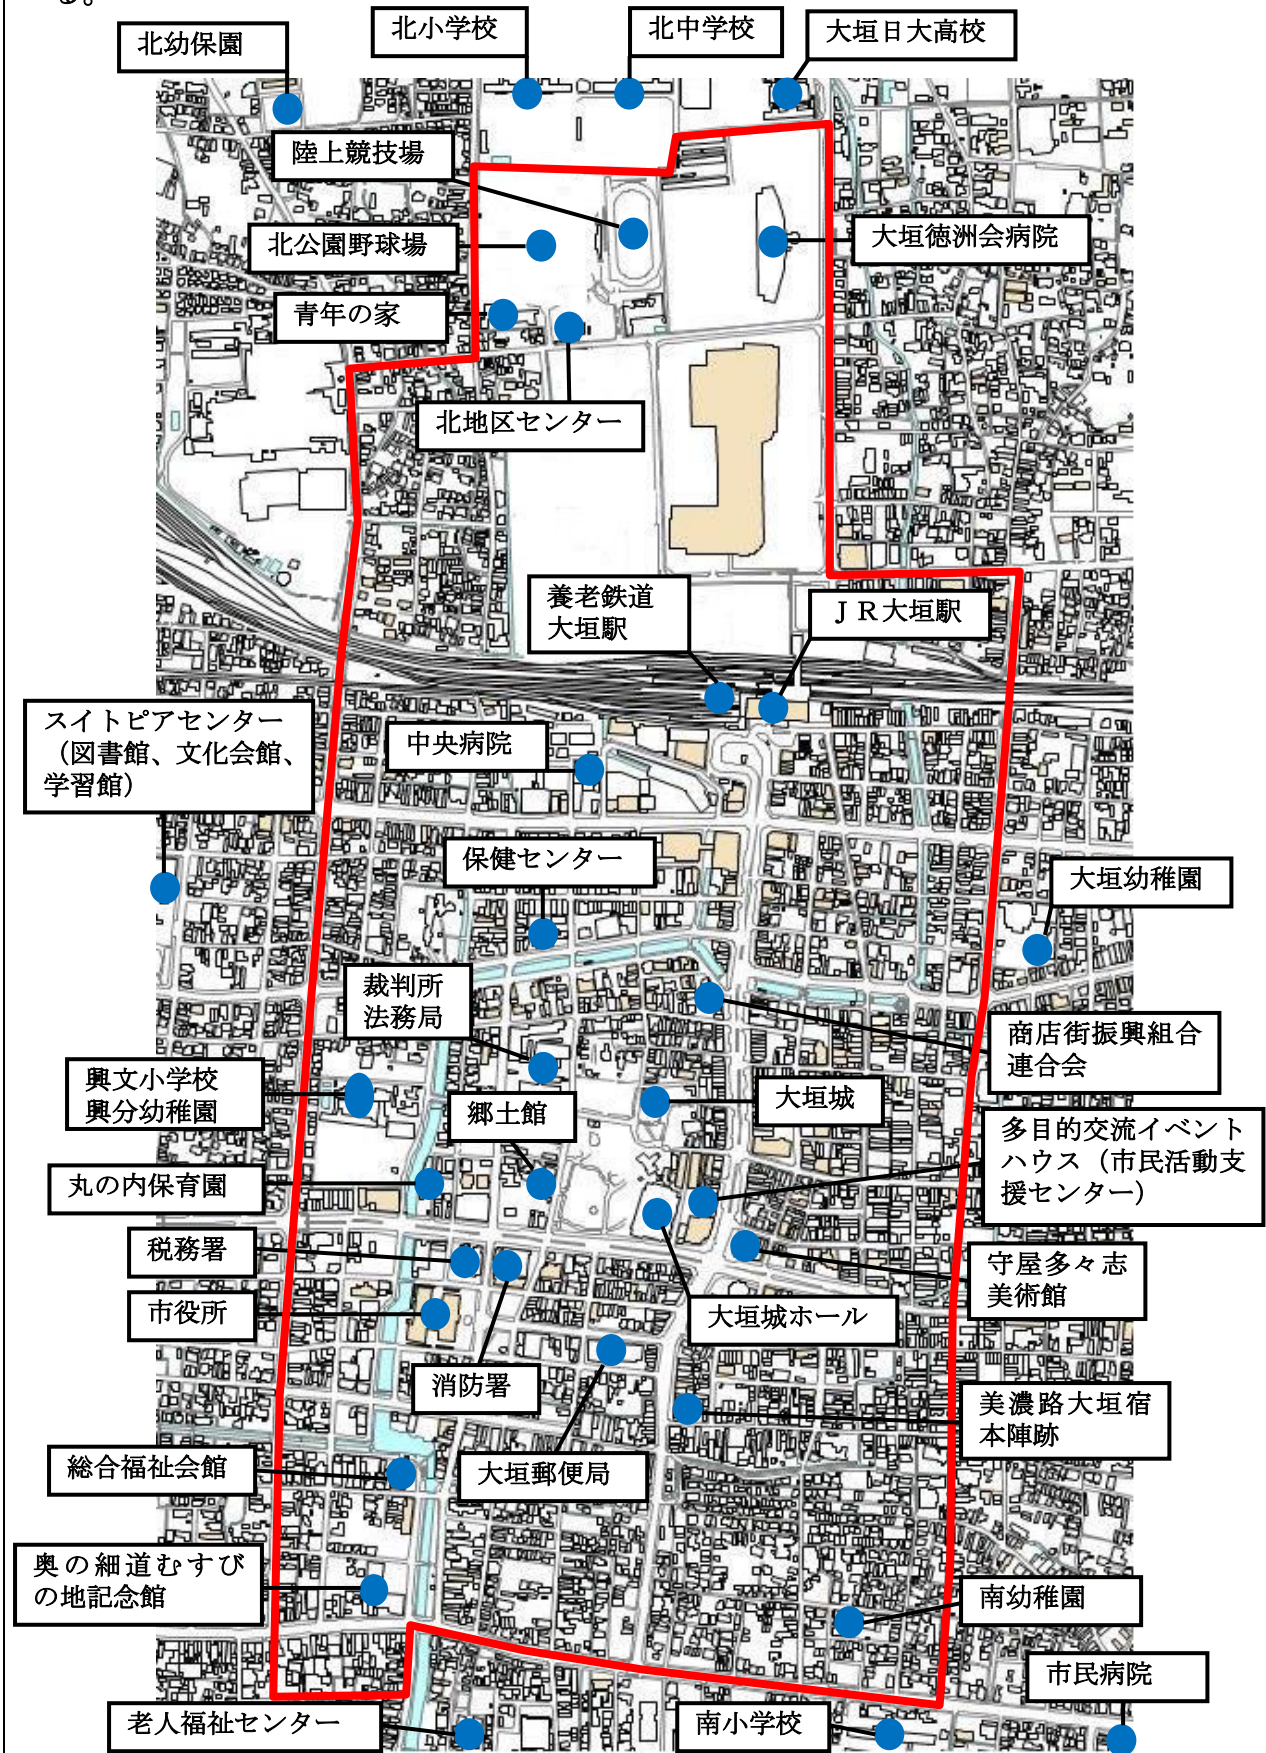 る。
北幼保園
北小学校
北中学校
大垣日大高校
陸上競技場
北公園野球場
大垣徳洲会病院
青年の家
北地区センター
養老鉄道
大垣駅
ＪＲ大垣駅
スイトピアセンター
（図書館、文化会館、
学習館）
中央病院
保健センター
大垣幼稚園
裁判所
法務局
商店街振興組合
連合会
興文小学校
興分幼稚園
郷土館
大垣城
多目的交流イベント
ハウス（市民活動支
援センター）
丸の内保育園
税務署
守屋多々志
美術館
市役所
大垣城ホール
消防署
美濃路大垣宿
本陣跡
総合福祉会館
大垣郵便局
奥の細道むすび
の地記念館
南幼稚園
市民病院
老人福祉センター
南小学校